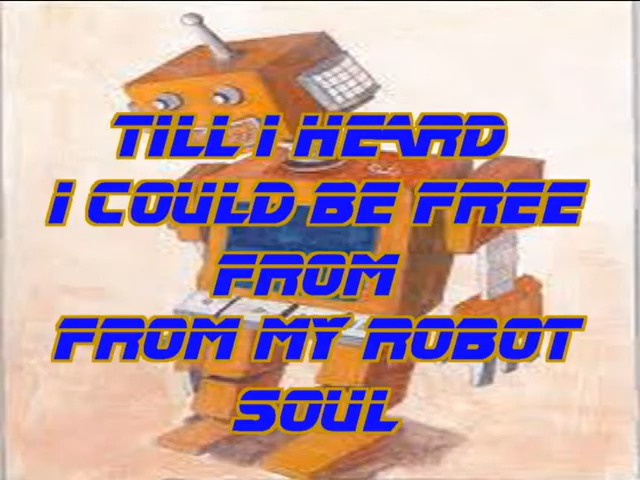 TILL I HEARD
I COULD BE FREE
FROM
FROM MY ROBOT
SOUL